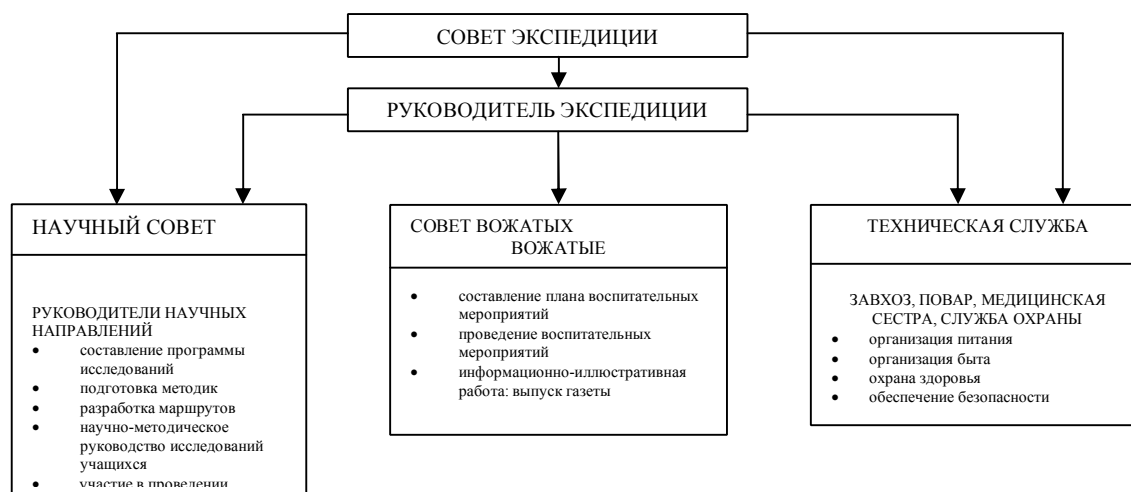 СОВЕТ ЭКСПЕДИЦИИ
РУКОВОДИТЕЛЬ ЭКСПЕДИЦИИ
НАУЧНЫЙ СОВЕТ
РУКОВОДИТЕЛИ НАУЧНЫХ
НАПРАВЛЕНИЙ
• составление программы
исследований
• подготовка методик
• разработка маршрутов
• научно-методическое
руководство исследований
учащихся
• участие в проведении
СОВЕТ ВОЖАТЫХ
ВОЖАТЫЕ
• составление плана воспитательных
мероприятий
• проведение воспитательных
мероприятий
• информационно-иллюстративная
работа: выпуск газеты
ТЕХНИЧЕСКАЯ СЛУЖБА
ЗАВХОЗ, ПОВАР, МЕДИЦИНСКАЯ
СЕСТРА, СЛУЖБА ОХРАНЫ
• организация питания
• организация быта
• охрана здоровья
• обеспечение безопасности